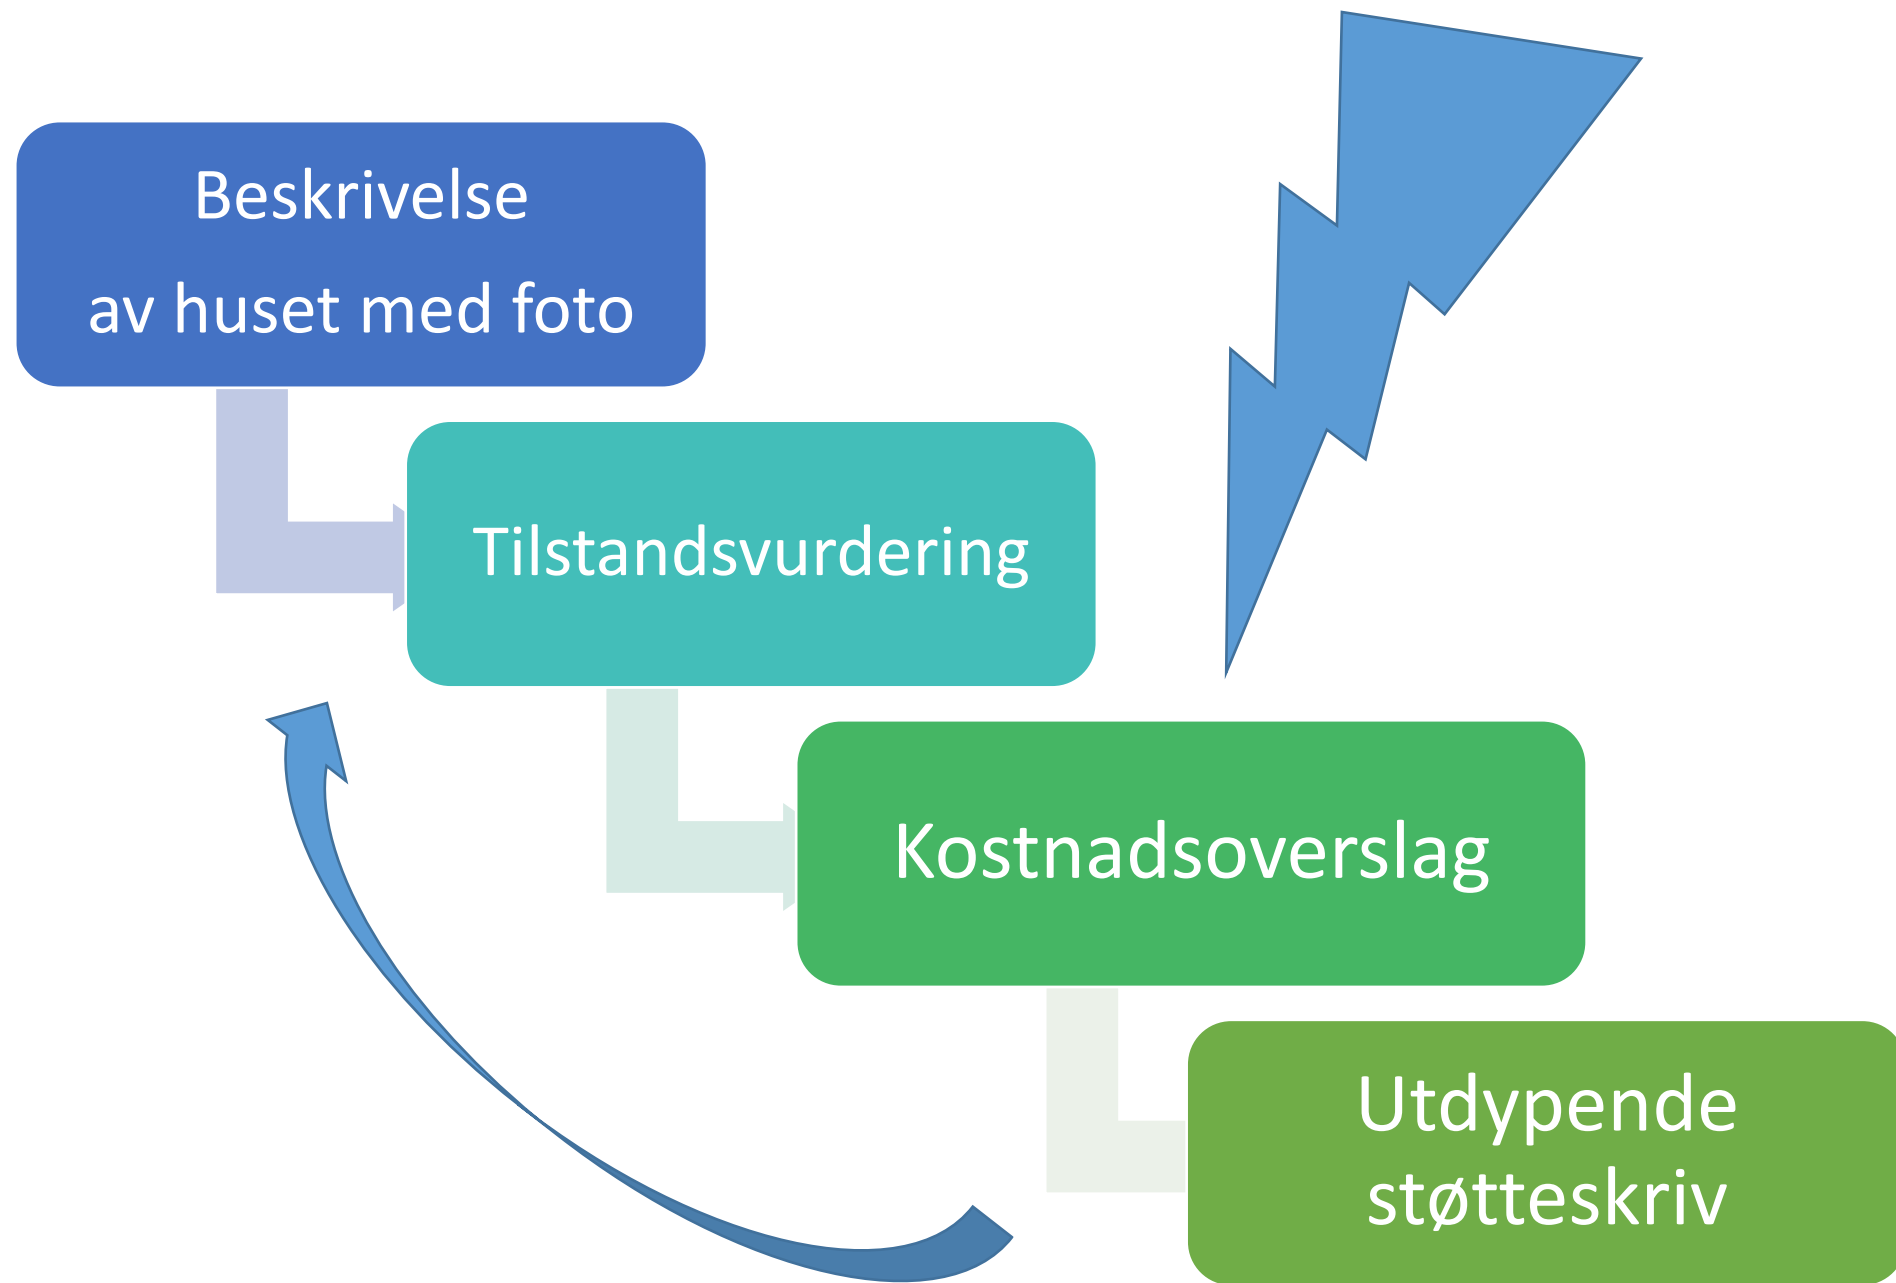 Beskrivelse
av huset med foto
Tilstandsvurdering
Kostnadsoverslag
Utdypende
støtteskriv